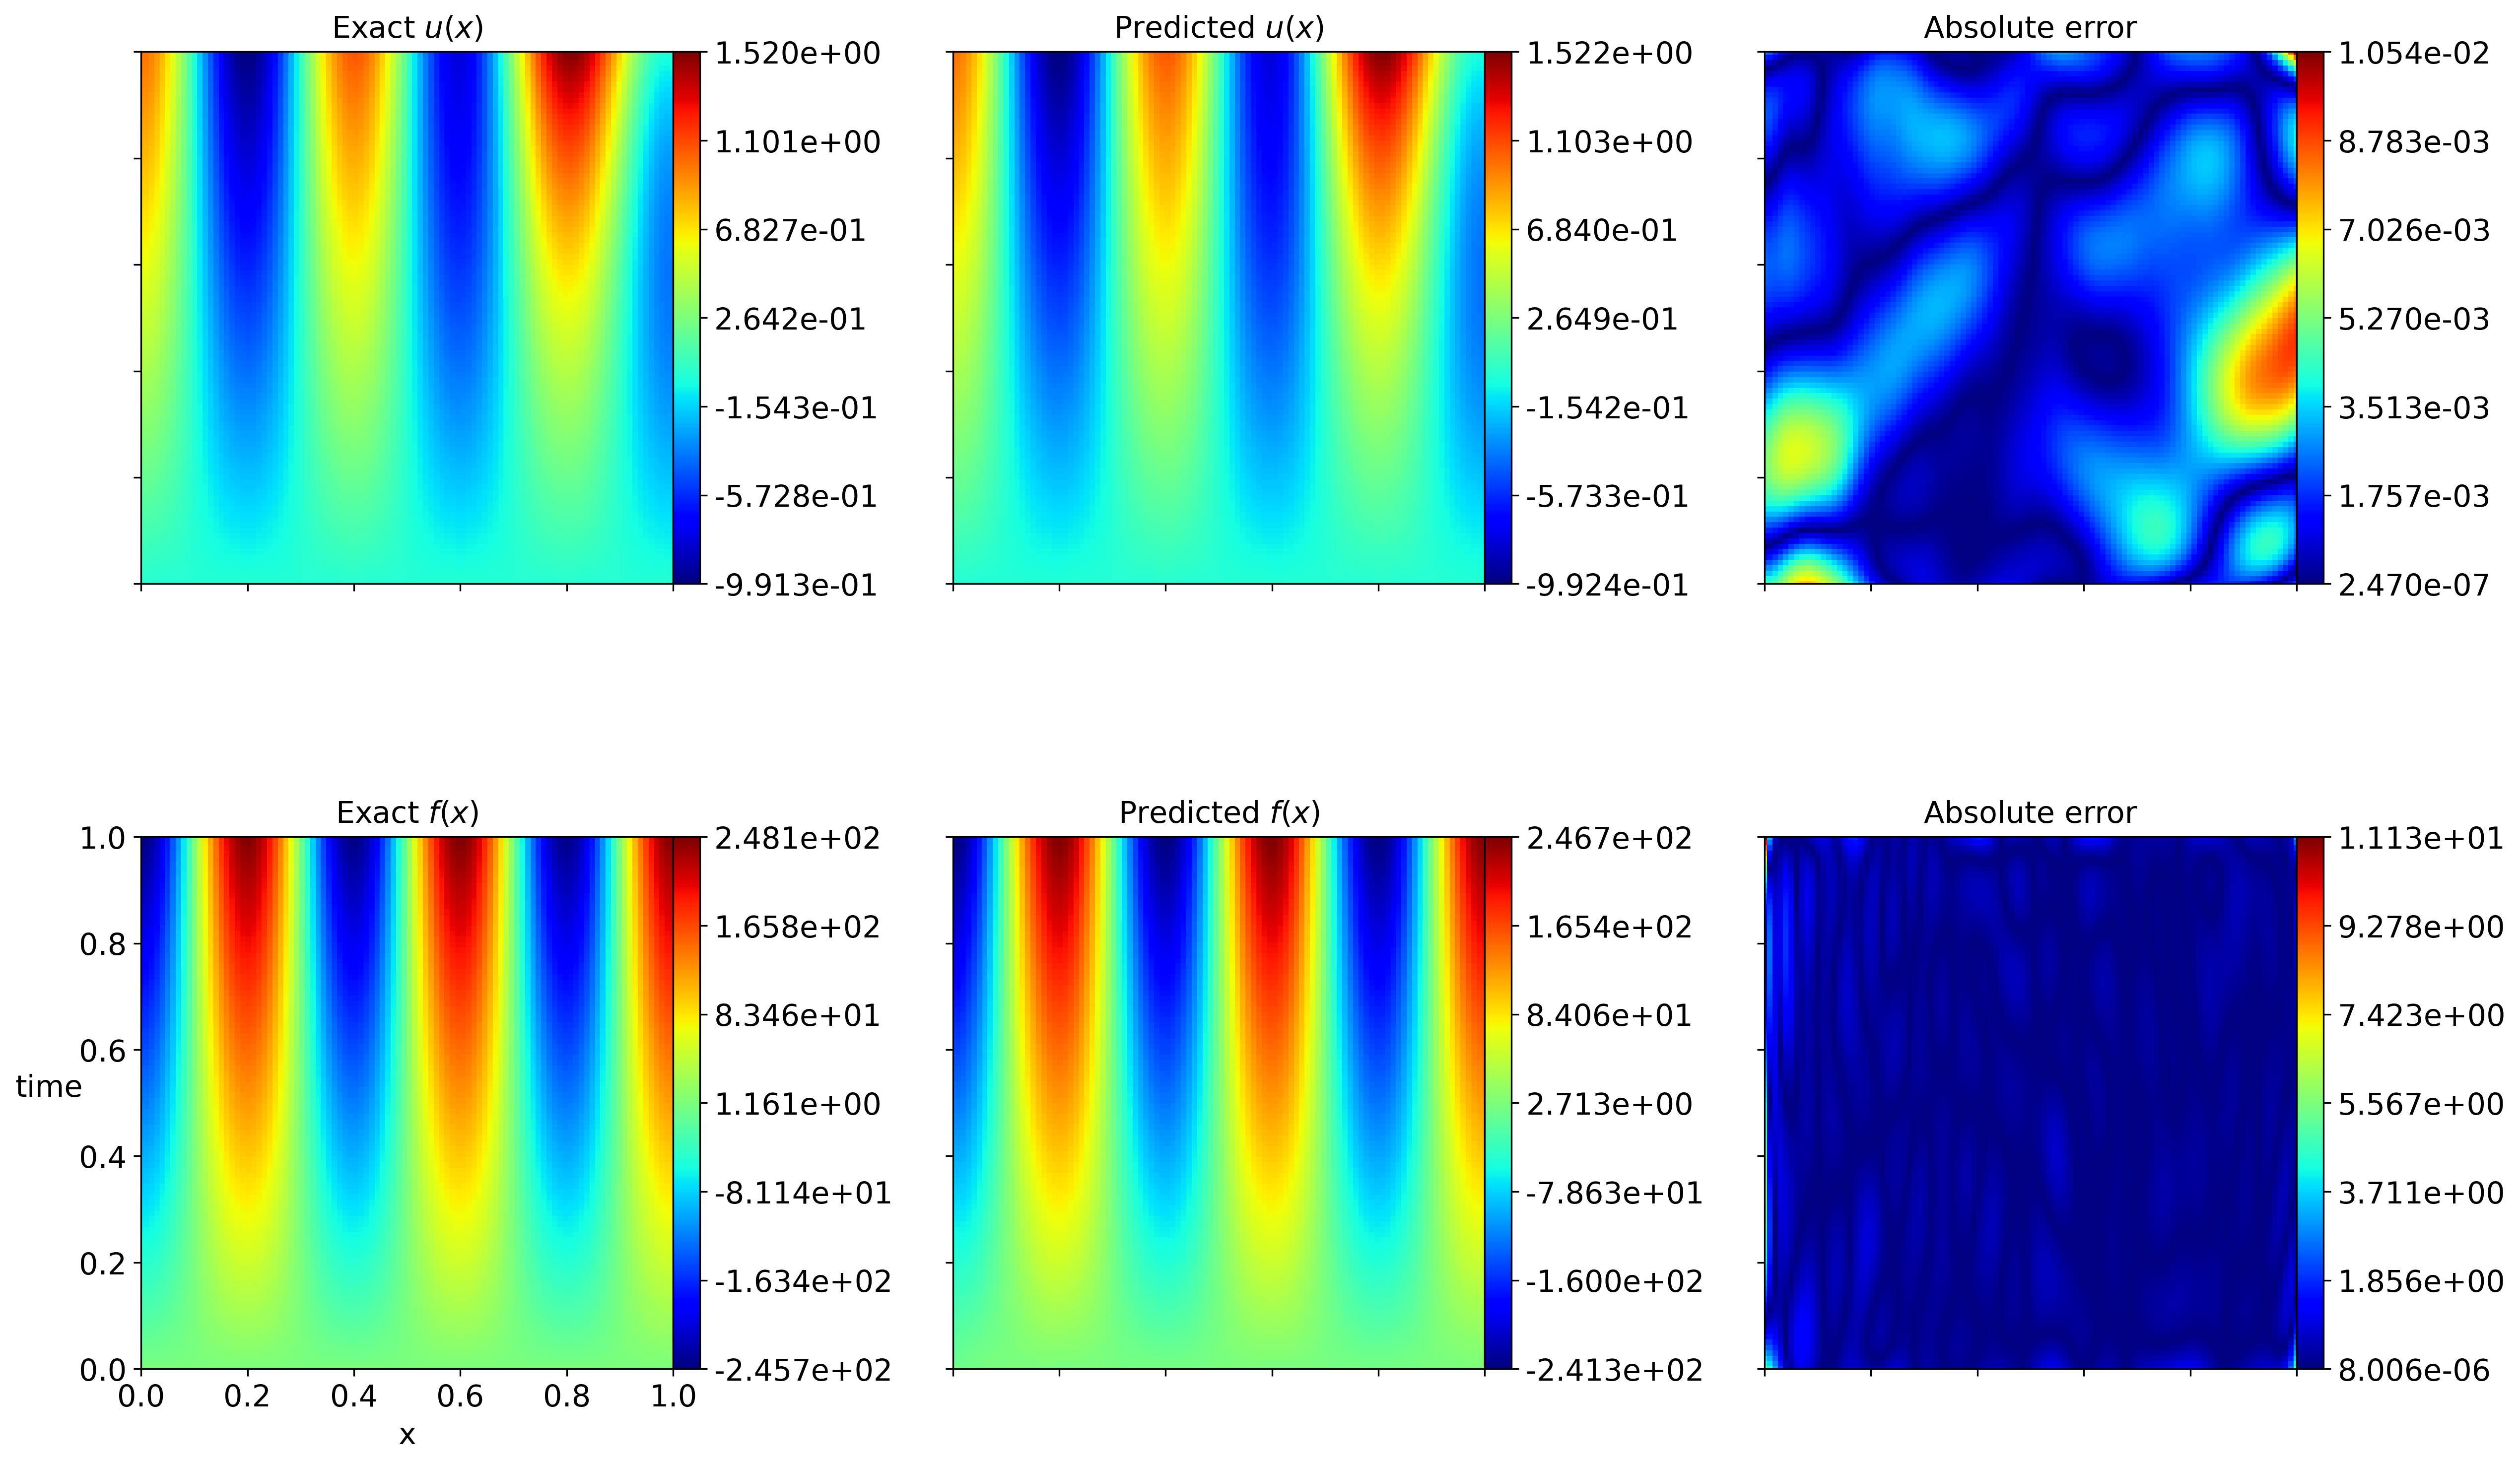 Exact u(x)
1.520e+00
1.101e+00
6.827e-01
2.642e-01
-1.543e-01
-5.728e-01
-9.913e-01
Predicted u(x)
1.522e+00
1.103e+00
6.840e-01
2.649e-01
-1.542e-01
-5.733e-01
-9.924e-01
Absolute error
1.054e-02
8.783e-03
7.026e-03
5.270e-03
3.513e-03
1.757e-03
2.470e-07
Exact f(x)
time
1.0
0.8
0.6
0.4
0.2
0.0
0.0 0.2 0.4 0.6 0.8 1.0
x
2.481e+02
1.658e+02
8.346e+01
1.161e+00
-8.114e+01
-1.634e+02
-2.457e+02
Predicted f(x)
2.467e+02
1.654e+02
8.406e+01
2.713e+00
-7.863e+01
-1.600e+02
-2.413e+02
Absolute error
1.113e+01
9.278e+00
7.423e+00
5.567e+00
3.711e+00
1.856e+00
8.006e-06